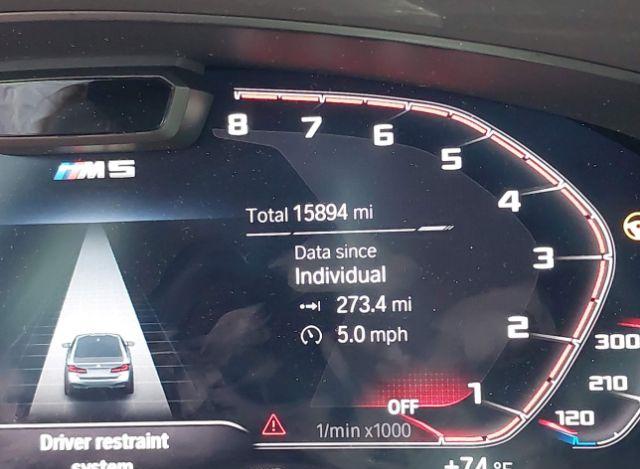 8 7 6 5 4 3 2 1
M5
Total 15894 mi
Data since
Individual
273.4 mi
5.0 mph
OFF
1/min x1000
300
210
120
Driver restraint
system
+74 °F